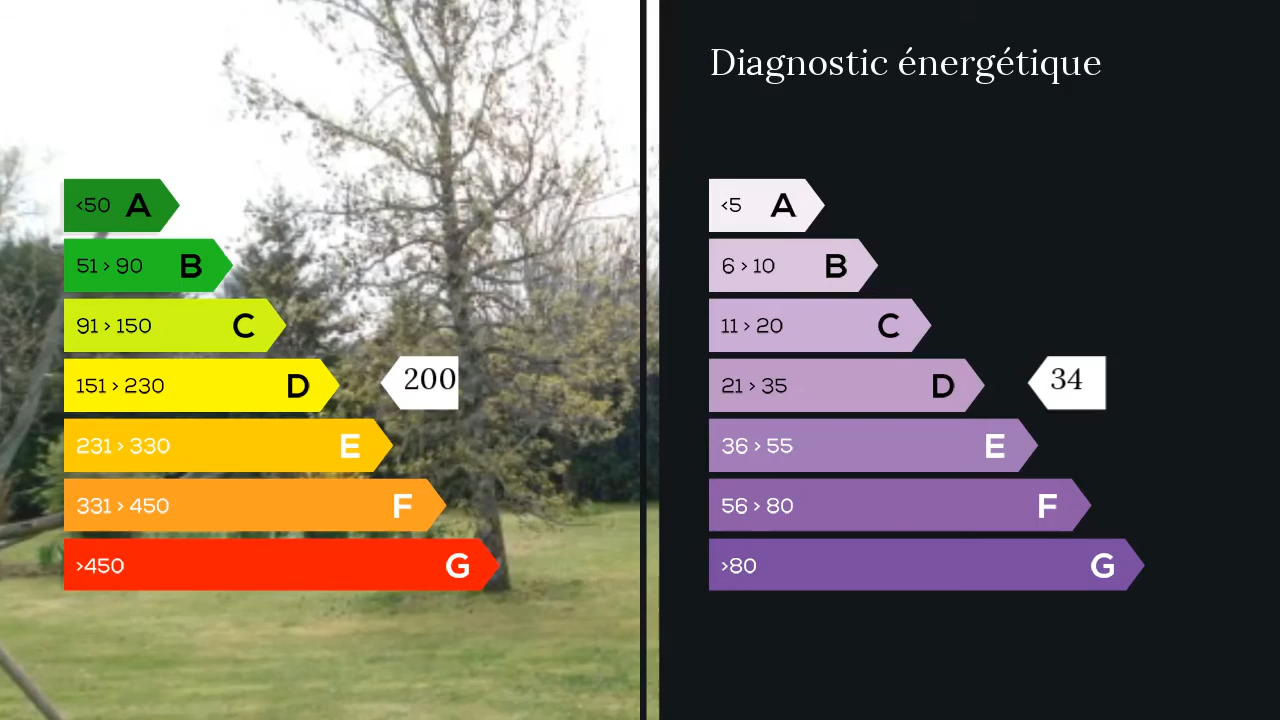 Diagnostic énergétique
<50 A
51 > 90 B
91 > 150 C
151 > 230 D
200
231 > 330 E
331 > 450 F
>450 G
<5 A
6 > 10 B
11 > 20 C
21 > 35 D
34
36 > 55 E
56 > 80 F
>80 G